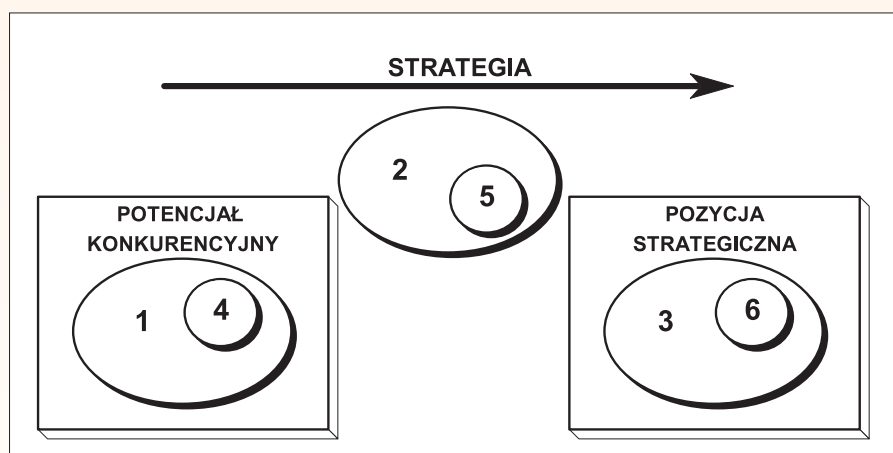 STRATEGIA
2
5
POTENCJAŁ
KONKURENCYJNY
1
4
POZYCJA
STRATEGICZNA
3
6